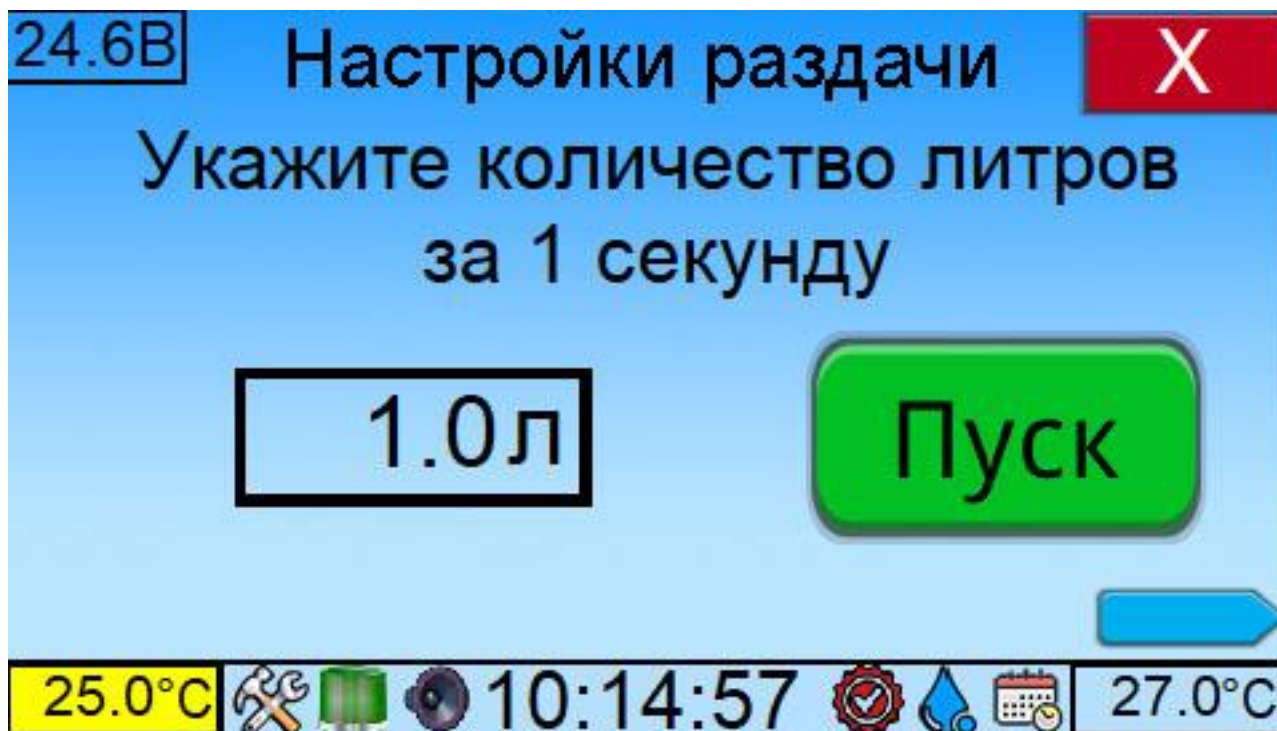 24.6В
Настройки раздачи
X
Укажите количество литров
за 1 секунду
1.0л
Пуск
25.0°C
10:14:57
27.0°C